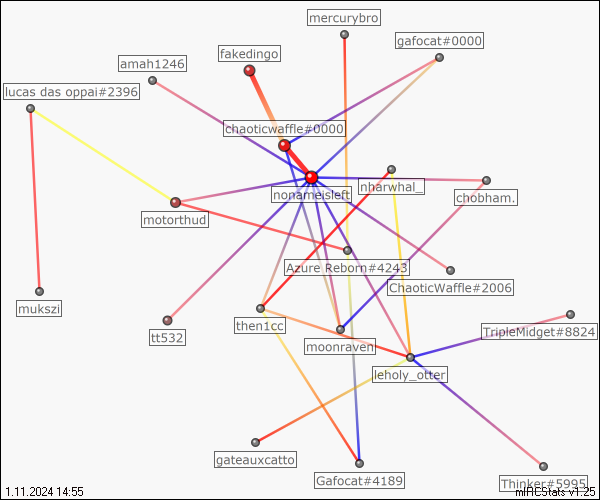 mercurybro
gafocat#0000
fakedingo
amah1246
lucas das oppai#2396
chaoticwaffle#0000
nonameisleft
nharwhal_
chobham.
motorthud
Azure Reborn#4243
ChaoticWaffle#2006
mukszi
tt532
then1cc
moonraven
TripleMidget#8824
leholy_otter
gateauxcatto
Gafocat#4189
Thinker#5995
1.11.2024 14:55
mIRCStats v1.25